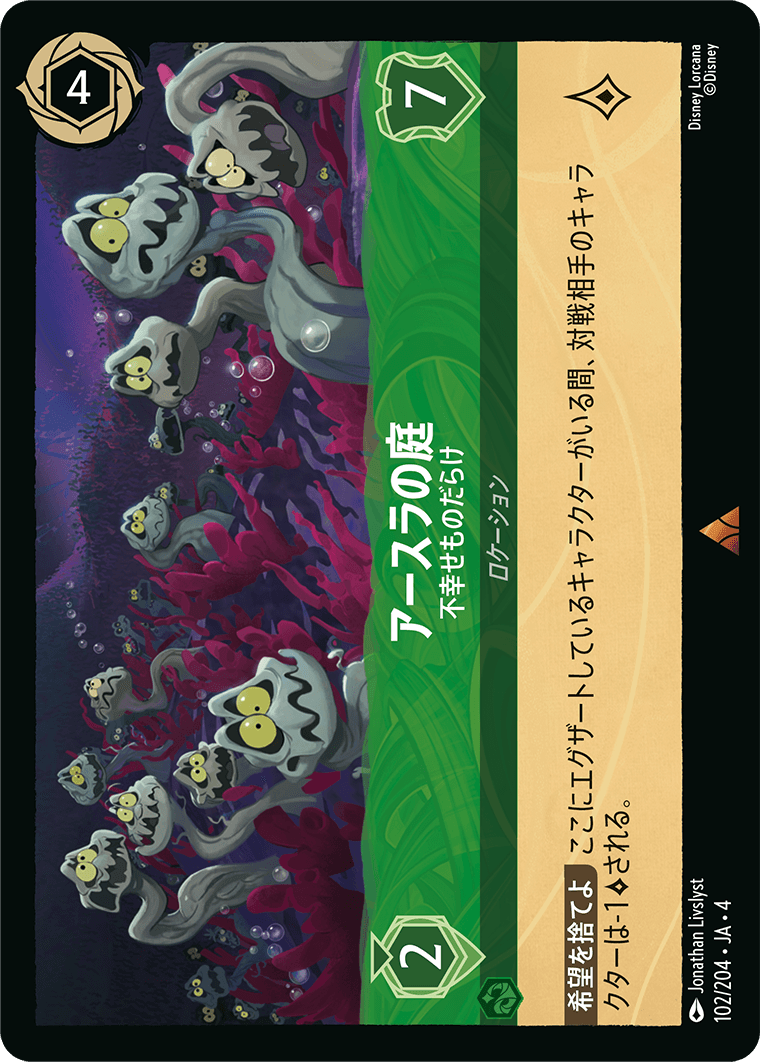 4
アースラの庭
不幸せものだらけ
2
7
ロケーション
希望を捨てよ ここにエグザートしているキャラクターがいる間、対戦相手のキャラ
クターは-1される。
Jonathan Livslyst
102/204 • JA • 4
Disney Lorcana
©Disney